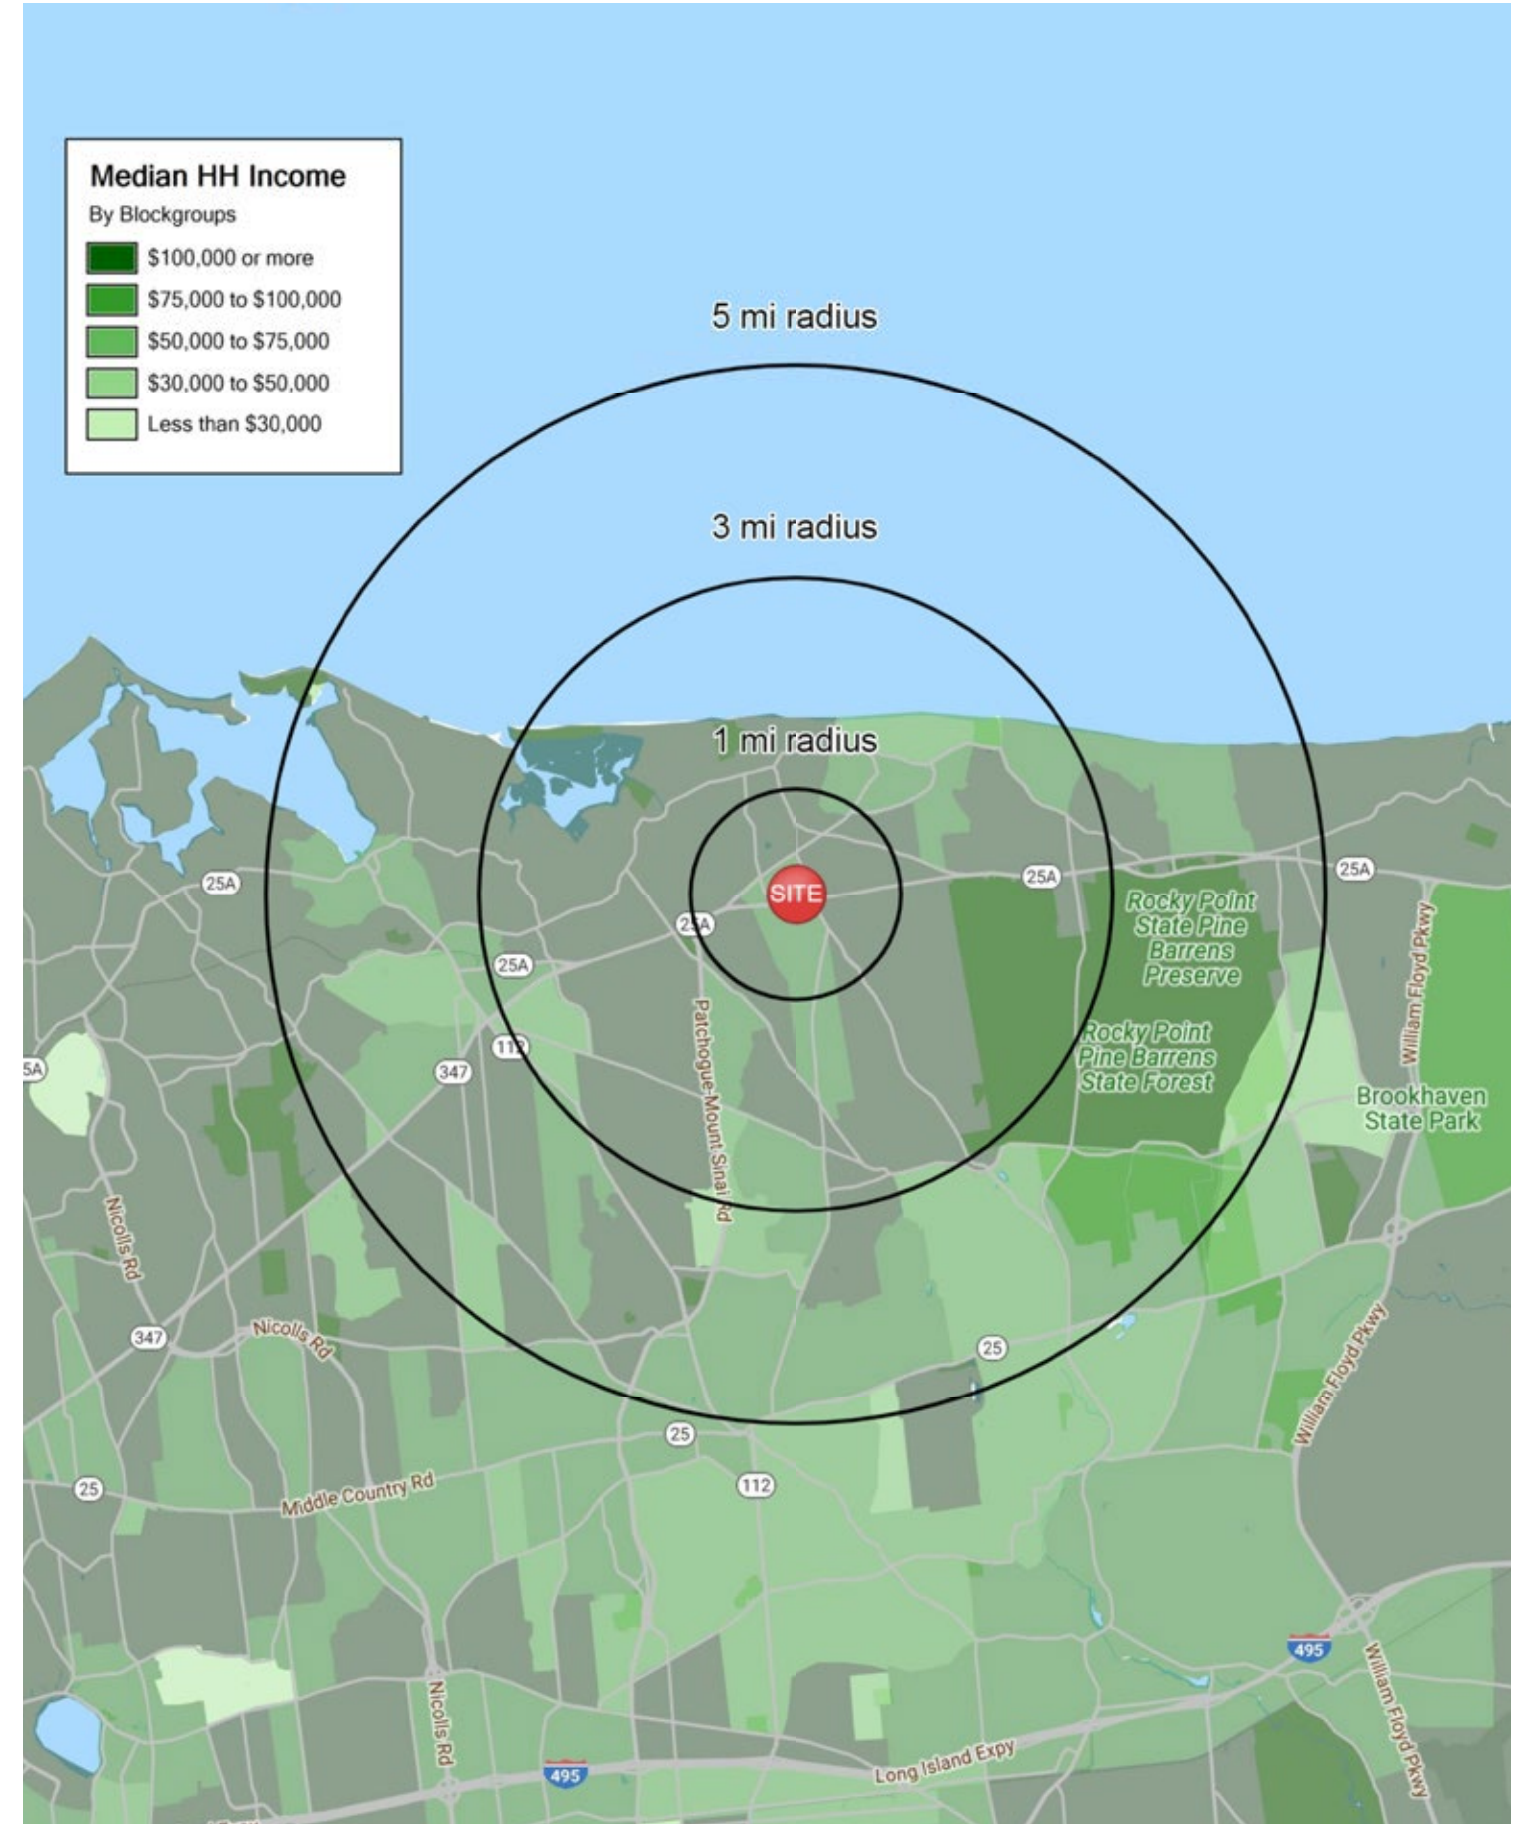 Median HH Income
By Blockgroups
$100,000 or more
$75,000 to $100,000
$50,000 to $75,000
$30,000 to $50,000
Less than $30,000
5 mi radius
3 mi radius
1 mi radius
25A
25A
25A
SITE
25A
25A
Rocky Point
State Pine
Barrens
Preserve
William Floyd Pkwy
Rocky Point
Pine Barrens
State Forest
5A
347
112
Patchogue-Mount Sinai Rd
Brookhaven
State Park
Nicolls Rd
347
Nicolls Rd
25
William Floyd Pkwy
25
25
Middle Country Rd
112
495
William Floyd Pkwy
Nicolls Rd
495
Long Island Expy